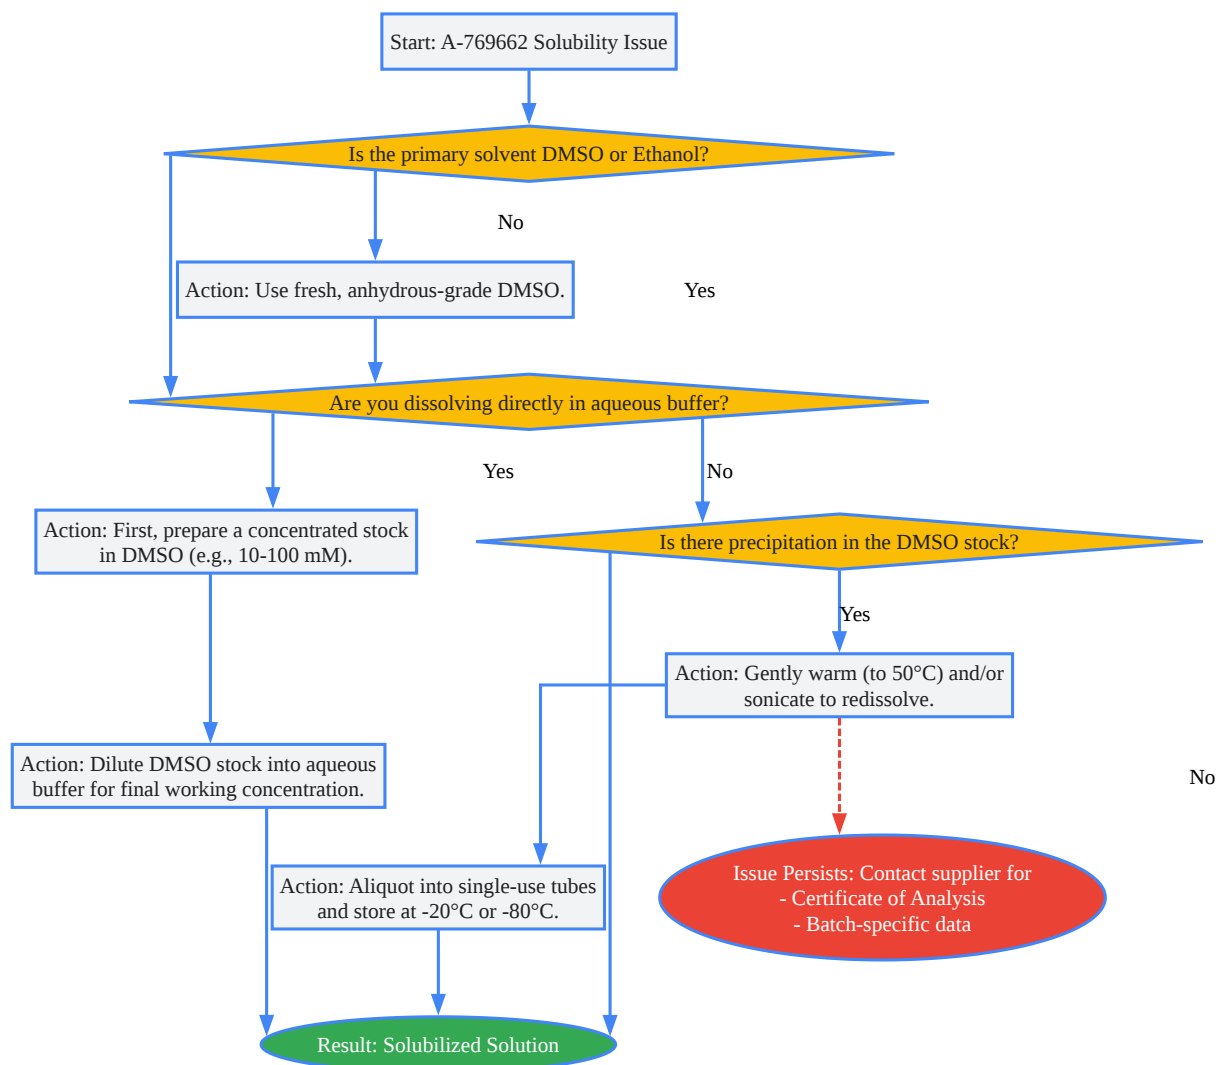 Start: A-769662 Solubility Issue
Is the primary solvent DMSO or Ethanol?
No
Action: Use fresh, anhydrous-grade DMSO.
Yes
Are you dissolving directly in aqueous buffer?
Yes
No
Action: First, prepare a concentrated stock
in DMSO (e.g., 10-100 mM).
Is there precipitation in the DMSO stock?
Yes
Action: Gently warm (to 50°C) and/or
sonicate to redissolve.
Action: Dilute DMSO stock into aqueous
buffer for final working concentration.
No
Action: Aliquot into single-use tubes
and store at -20°C or -80°C.
Issue Persists: Contact supplier for
- Certificate of Analysis
- Batch-specific data
Result: Solubilized Solution